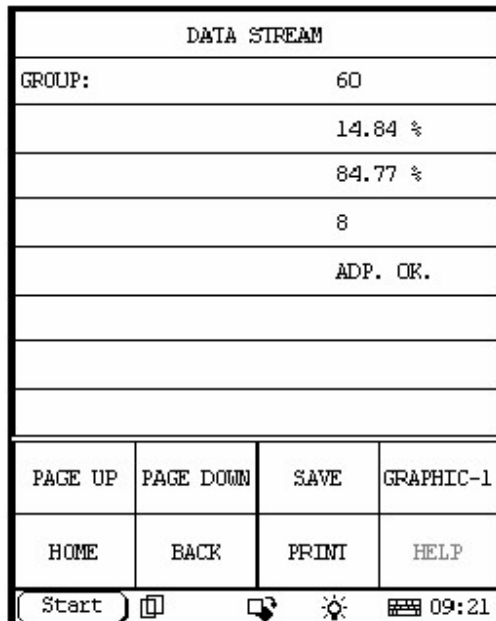 DATA STREAM
GROUP: 60
14.84 %
84.77 %
8
ADP. OK.
PAGE UP PAGE DOWN SAVE GRAPHIC-1
HOME BACK PRINT HELP
Start 09:21